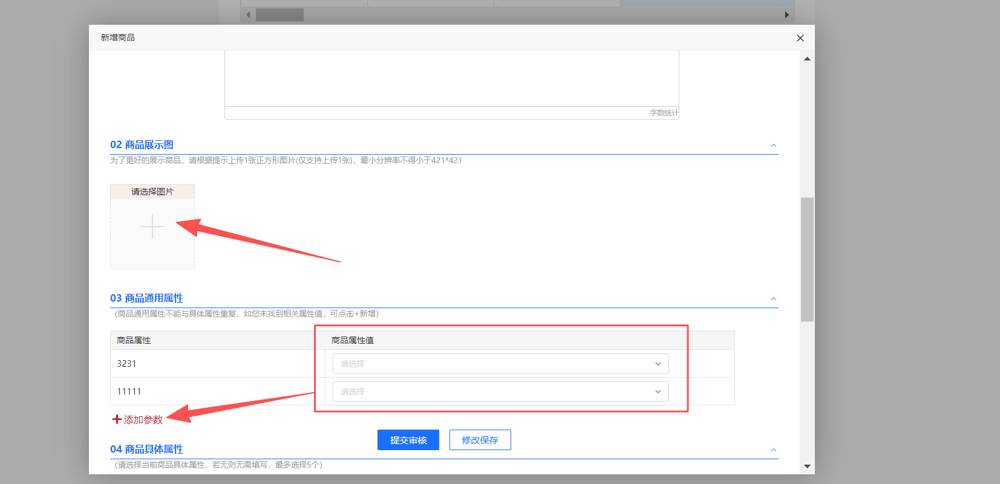 新增商品
字数统计
02 商品展示图
为了更好的展示商品，请根据提示上传1张正方形图片(仅支持上传1张)，最小分辨率不得小于421*421
请选择图片
03 商品通用属性
（商品通用属性不能与具体属性重复，如您未找到相关属性值，可点击+新增）
商品属性 商品属性值
3231 请选择
11111 请选择
添加参数
提交审核 修改保存
04 商品具体属性
（请选择当前商品具体属性，若无则无需填写，最多选择5个）